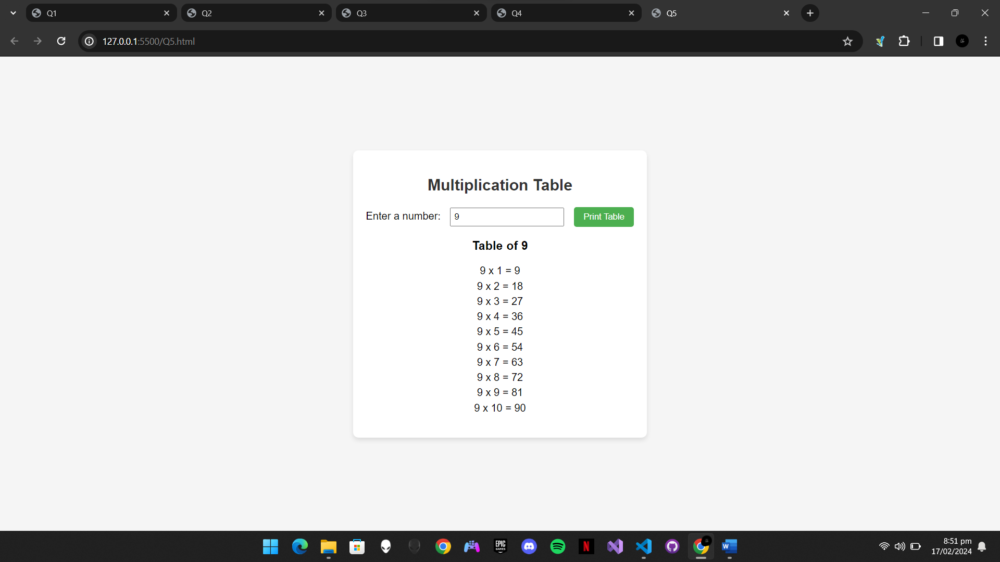 Q1
Q2
Q3
Q4
Q5
127.0.0.1:5500/Q5.html
Multiplication Table
Enter a number:
9
Print Table
Table of 9
9 x 1 = 9
9 x 2 = 18
9 x 3 = 27
9 x 4 = 36
9 x 5 = 45
9 x 6 = 54
9 x 7 = 63
9 x 8 = 72
9 x 9 = 81
9 x 10 = 90
EPIC
GAMES
N
W
8:51 pm
17/02/2024